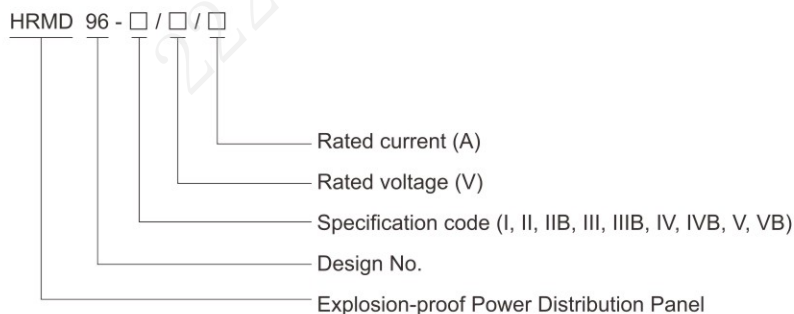 HRMD 96 - □ / □ / □
Rated current (A)
Rated voltage (V)
Specification code (I, II, IIB, III, IIIB, IV, IVB, V, VB)
Design No.
Explosion-proof Power Distribution Panel